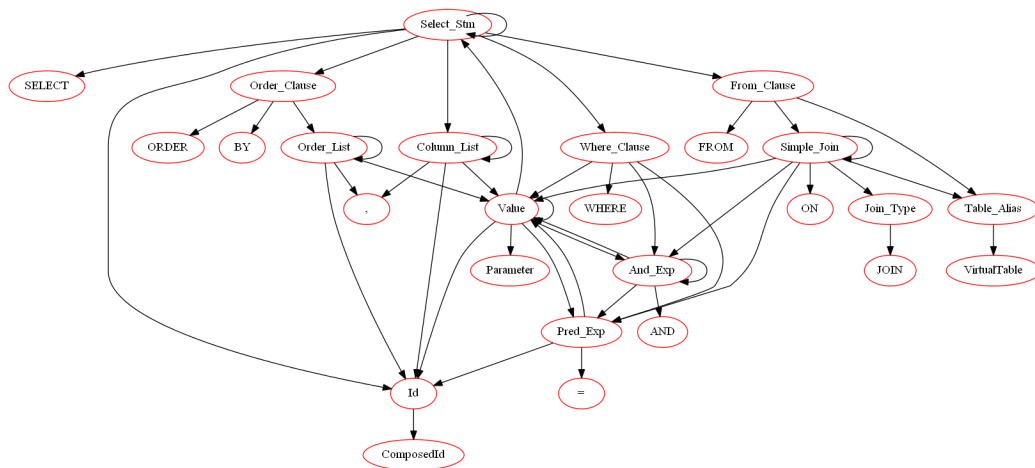 Select_Stm
SELECT
Order_Clause
From_Clause
ORDER
BY
Order_List
Column_List
Where_Clause
FROM
Simple_Join
,
Value
WHERE
ON
Join_Type
Table_Alias
Parameter
And_Exp
JOIN
VirtualTable
Pred_Exp
AND
Id
=
ComposedId